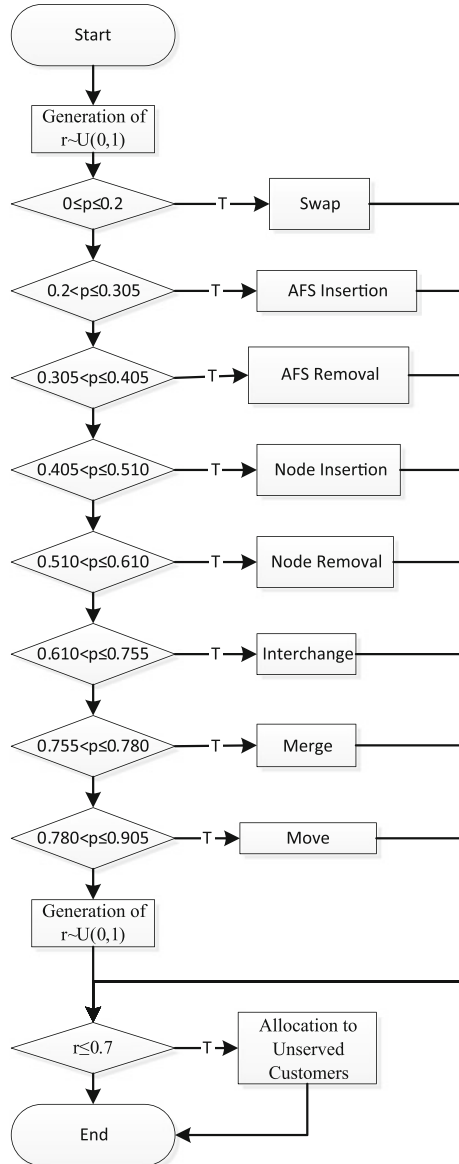 Start
Generation of
r~U(0,1)
0≤p≤0.2
T
Swap
0.2<p≤0.305
T
AFS Insertion
0.305<p≤0.405
T
AFS Removal
0.405<p≤0.510
T
Node Insertion
0.510<p≤0.610
T
Node Removal
0.610<p≤0.755
T
Interchange
0.755<p≤0.780
T
Merge
0.780<p≤0.905
T
Move
Generation of
r~U(0,1)
r≤0.7
T
Allocation to
Unserved
Customers
End